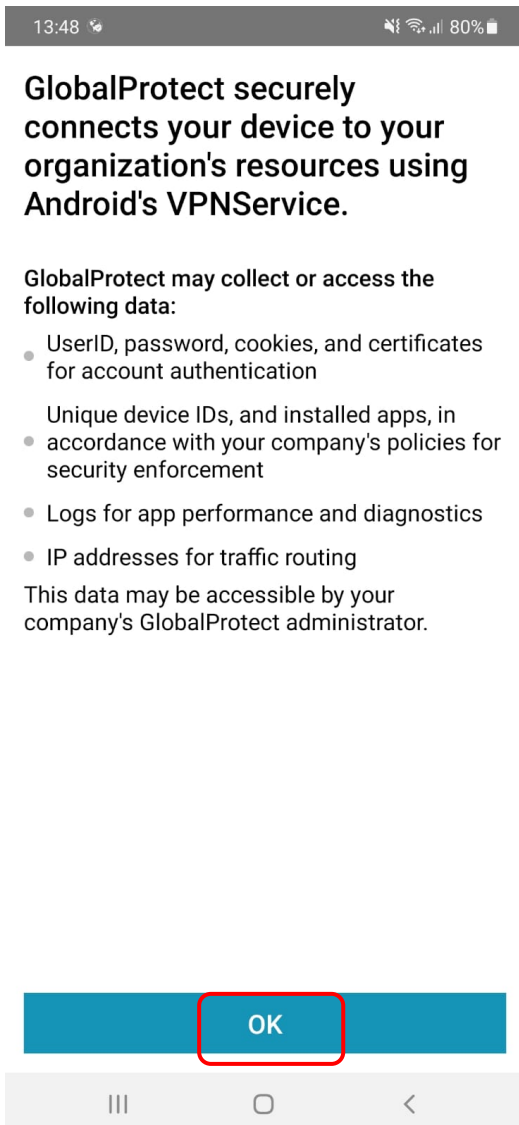 13:48 80%
GlobalProtect securely
connects your device to your
organization's resources using
Android's VPNService.
GlobalProtect may collect or access the
following data:
UserID, password, cookies, and certificates
for account authentication
Unique device IDs, and installed apps, in
accordance with your company's policies for
security enforcement
Logs for app performance and diagnostics
IP addresses for traffic routing
This data may be accessible by your
company's GlobalProtect administrator.
OK